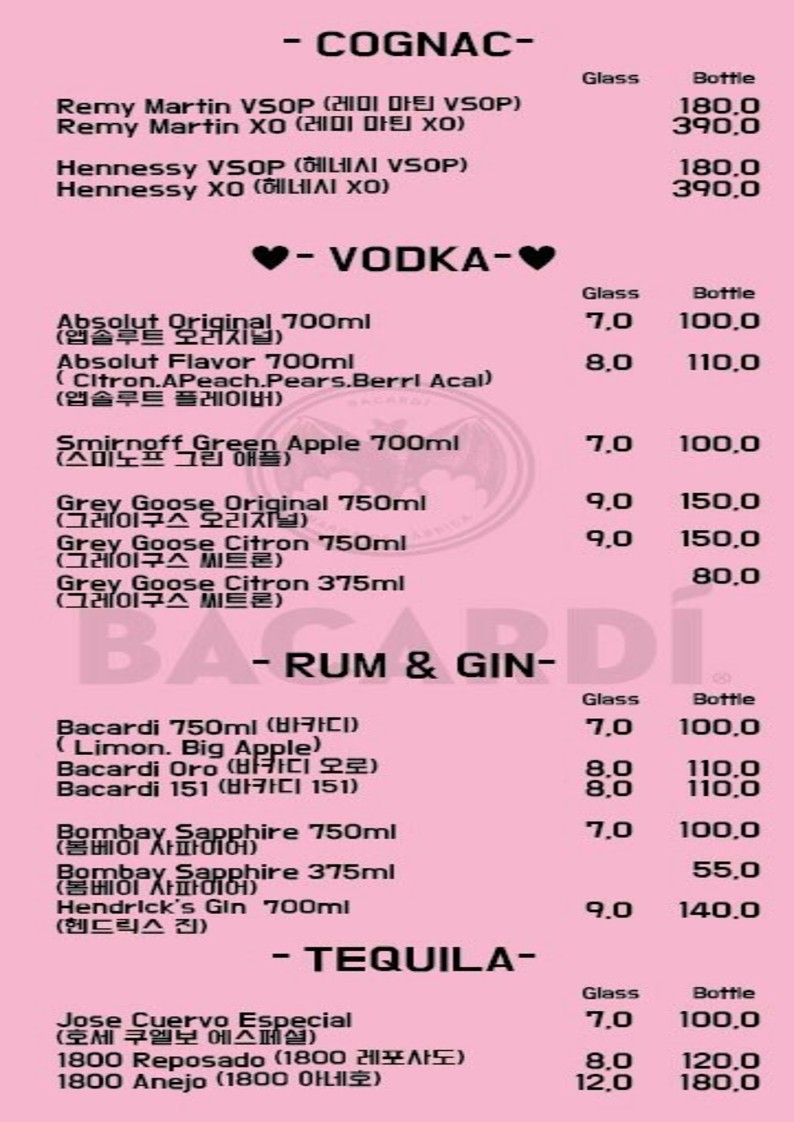 - COGNAC-
Glass Bottle
Remy Martin VSOP (레미 마틴 VSOP) 180.0
Remy Martin XO (레미 마틴 XO) 390.0
Hennessy VSOP (헤네시 VSOP) 180.0
Hennessy XO (헤네시 XO) 390.0
♥- VODKA-♥
Glass Bottle
Absolut Original 700ml 7.0 100.0
(앱솔루트 오리지널)
Absolut Flavor 700ml 8.0 110.0
( Citron.APeach.Pears.Berri Acai)
(앱솔루트 플레이버)
BACARDI
Smirnoff Green Apple 700ml 7.0 100.0
(스미노프 그린 애플)
Grey Goose Original 750ml 9.0 150.0
(그레이구스 오리지널)
Grey Goose Citron 750ml 9.0 150.0
(그레이구스 씨트론)
Grey Goose Citron 375ml 80.0
(그레이구스 씨트론)
BACARDÍ®
- RUM & GIN-
Glass Bottle
Bacardi 750ml (바카디) 7.0 100.0
( Limon. Big Apple)
Bacardi Oro (바카디 오로) 8.0 110.0
Bacardi 151 (바카디 151) 8.0 110.0
Bombay Sapphire 750ml 7.0 100.0
(봄베이 사파이어)
Bombay Sapphire 375ml 55.0
(봄베이 사파이어)
Hendrick's Gin 700ml 9.0 140.0
(헨드릭스 진)
- TEQUILA-
Glass Bottle
Jose Cuervo Especial 7.0 100.0
(호세 쿠엘보 에스페셜)
1800 Reposado (1800 레포사도) 8.0 120.0
1800 Anejo (1800 아네호) 12.0 180.0